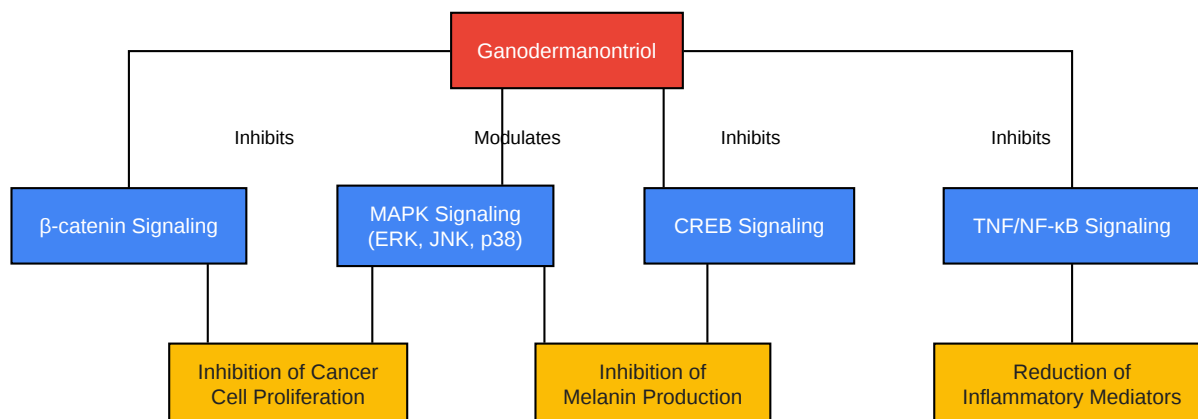 Ganodermanontriol
Inhibits
Modulates
Inhibits
Inhibits
β-catenin Signaling
MAPK Signaling
(ERK, JNK, p38)
CREB Signaling
TNF/NF-κB Signaling
Inhibition of Cancer
Cell Proliferation
Inhibition of
Melanin Production
Reduction of
Inflammatory Mediators